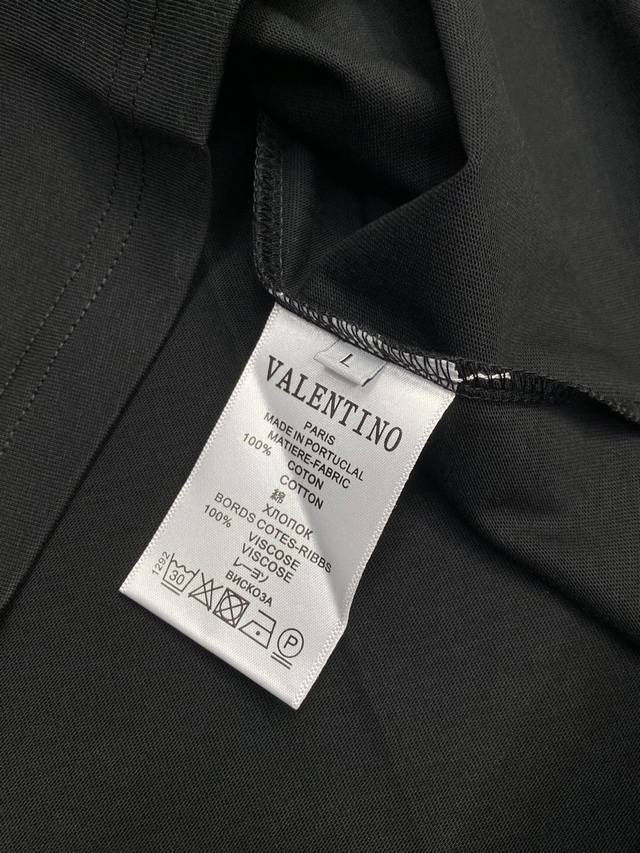 L
VALENTINO
PARIS
MADE IN PORTUCLAL
MATIERE-FABRIC
100% COTON
COTTON
綿
ХЛОПОК
BORDS COTES-RIBBS
100% VISCOSE
VISCOSE
レーヨン
ВИСКОЗА
1292
30
P